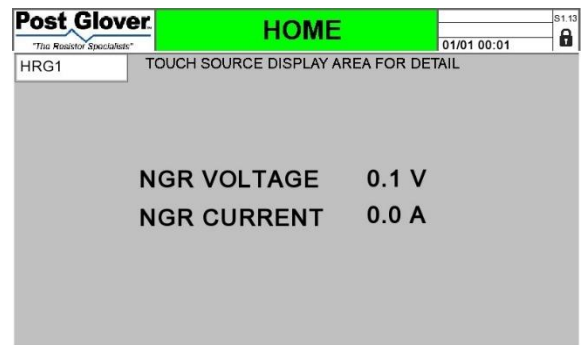 Post Glover.
"The Resistor Specialists"
HOME
01/01 00:01
S1.13
HRG1
TOUCH SOURCE DISPLAY AREA FOR DETAIL
NGR VOLTAGE 0.1 V
NGR CURRENT 0.0 A